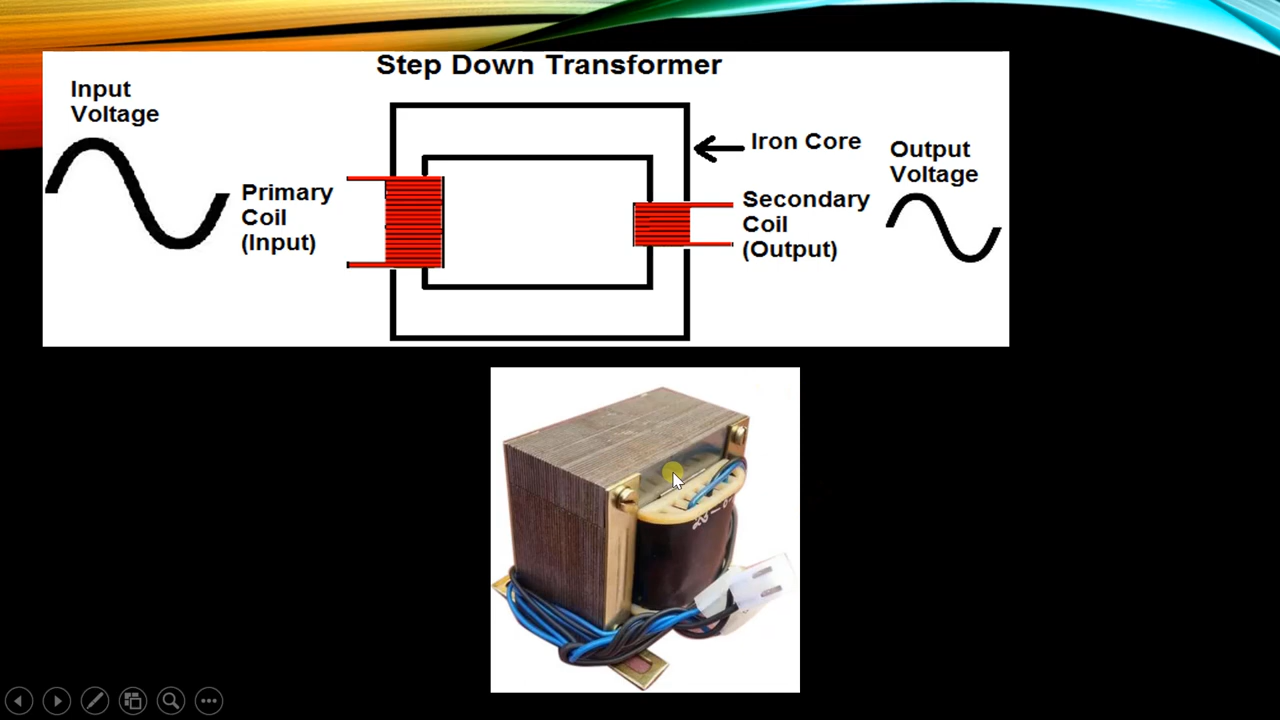 Step Down Transformer
Input
Voltage
Primary
Coil
(Input)
Iron Core
Secondary
Coil
(Output)
Output
Voltage